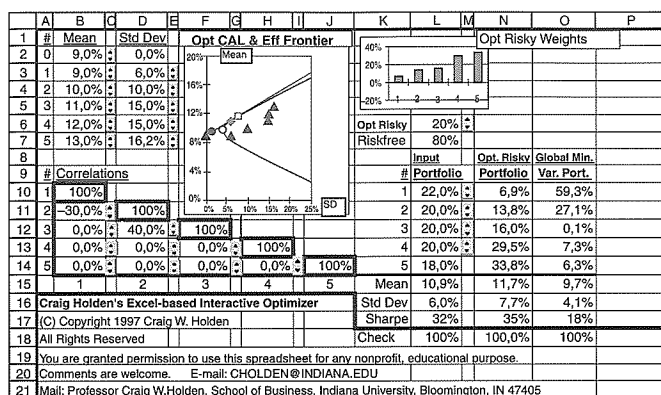 A B C D E F G H I J K L M N O P
1 # Mean Std Dev Opt CAL & Eff Frontier Opt Risky Weights
2 0 9,0% 0,0% 20% Mean 40%
3 1 9,0% 6,0% 20%
4 2 10,0% 10,0% 16% 0%
5 3 11,0% 15,0% -20% 1 2 3 4 5
6 4 12,0% 15,0% 12% Opt Risky 20%
7 5 13,0% 16,2% Riskfree 80%
8 8% Input Opt. Risky Global Min.
9 # Correlations # Portfolio Portfolio Var. Port.
10 1 100% 4% 1 22,0% 6,9% 59,3%
11 2 –30,0% 100% 0% 0% 5% 10% 15% 20% 25% SD 2 20,0% 13,8% 27,1%
12 3 0,0% 40,0% 100% 3 20,0% 16,0% 0,1%
13 4 0,0% 0,0% 0,0% 100% 4 20,0% 29,5% 7,3%
14 5 0,0% 0,0% 0,0% 0,0% 100% 5 18,0% 33,8% 6,3%
15 1 2 3 4 5 Mean 10,9% 11,7% 9,7%
16 Craig Holden's Excel-based Interactive Optimizer Std Dev 6,0% 7,7% 4,1%
17 (C) Copyright 1997 Craig W. Holden Sharpe 32% 35% 18%
18 All Rights Reserved Check 100% 100,0% 100%
19 You are granted permission to use this spreadsheet for any nonprofit, educational purpose.
20 Comments are welcome. E-mail: CHOLDEN@INDIANA.EDU
21 Mail: Professor Craig W.Holden, School of Business, Indiana University, Bloomington, IN 47405